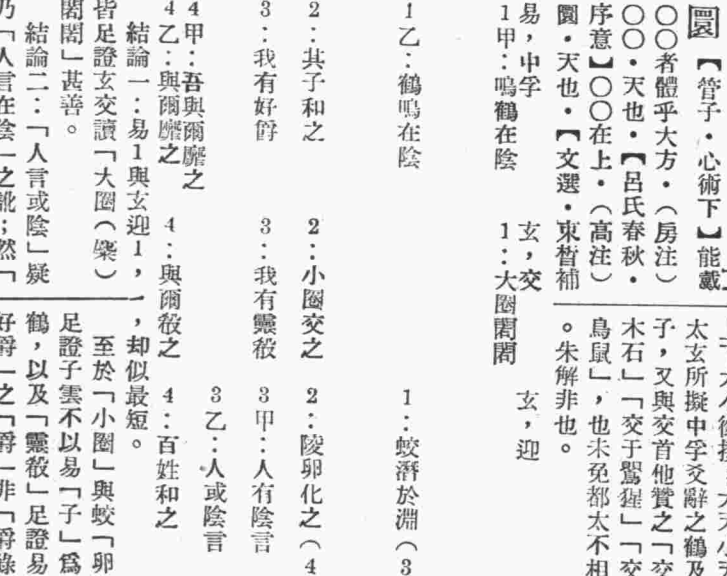 圜【管子・心術下】能戴
〇〇者體乎大方・（房注）
〇〇・天也・【呂氏春秋・
序意】〇〇在上・（高注）
圜・天也・【文選・束晳補
太玄所擬中孚爻辭之鶴及
子，又與交首他贊之「交
木石」「交于鸎猩」「交
鳥鼠」，也未免都太不相
。朱解非也。
易，中孚
玄，交
玄，迎
1甲：鳴鶴在陰
1：大圈閎閎
1乙：鶴鳴在陰
1：蛟潛於淵（3
2：其子和之
2：小圈交之
2：陵卵化之（4
3：我有好爵
3：我有靈殽
3甲：人有陰言
3乙：人或陰言
4甲：吾與爾靡之
4乙：與爾靡之
4：與爾殽之
4：百姓和之
結論一：易1與玄迎1，一，却似最短。
皆足證玄交讀「大圈（檠）
閎閎」甚善。
結論二：「人言或陰」疑
乃「人言在陰」之訛；然「
至於「小圈」與蛟「卵
足證子雲不以易「子」爲
鶴，以及「靈殽」足證易
好爵」之「爵」非「爵祿